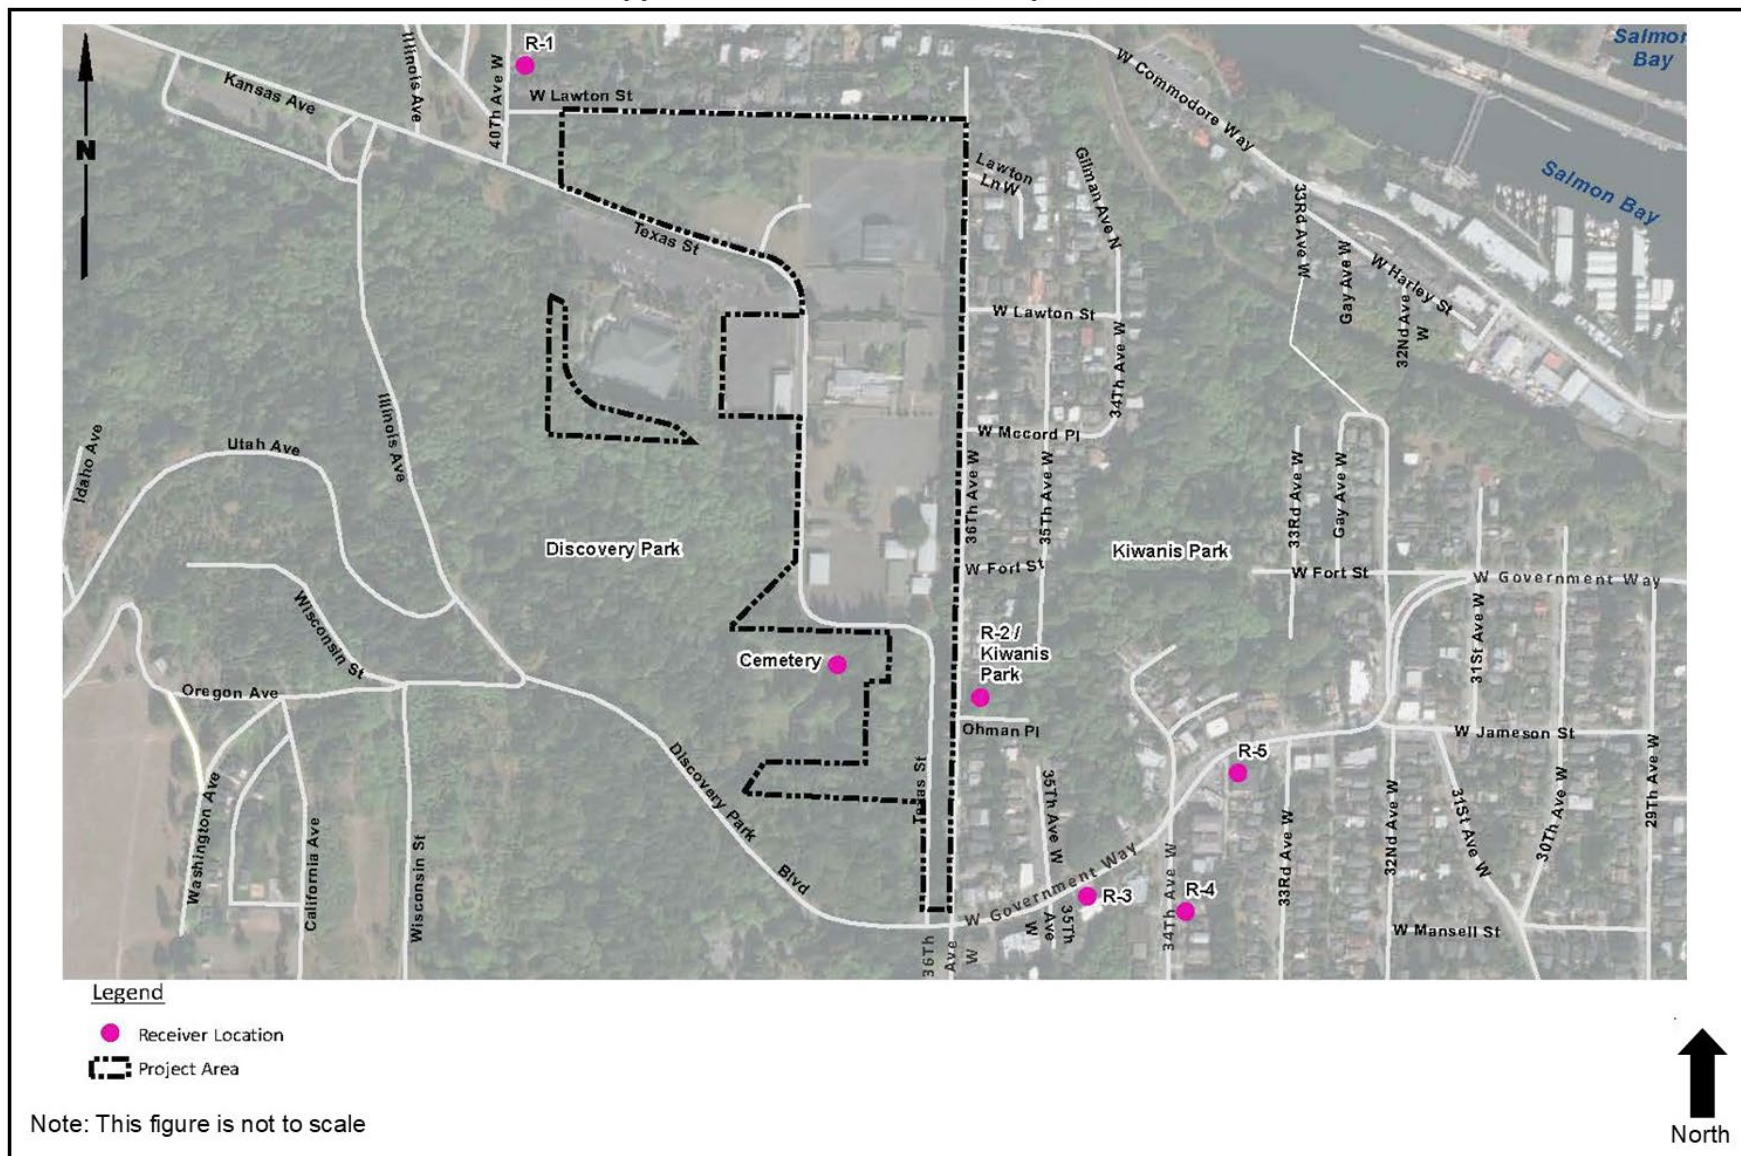 R-1
Salmon
Bay
Illinois Ave
40Th Ave W
Kansas Ave
W Lawton St
W Commodore Way
N
Lawton
Ln W
Gilman Ave N
Salmon Bay
33Rd Ave W
Gay Ave W
W Harley St
32Nd Ave
W
Texas St
W Lawton St
34Th Ave W
Illinois Ave
W Mccord Pl
Idaho Ave
Utah Ave
36Th Ave W
35Th Ave W
33Rd Ave W
Gay Ave W
Discovery Park
Kiwanis Park
W Fort St
W Fort St
W Government Way
Wisconsin St
R-2 /
Kiwanis
Park
31St Ave W
Cemetery
Oregon Ave
Ohman Pl
W Jameson St
R-5
Discovery Park
Blvd
Texas St
35Th Ave W
29Th Ave W
Washington Ave
California Ave
Wisconsin St
33Rd Ave W
32Nd Ave W
31St Ave W
30Th Ave W
W Government Way
R-3
R-4
34Th Ave W
35Th
Ave
W
W Mansell St
36Th
Ave
W
Legend
Receiver Location
Project Area
Note: This figure is not to scale
North